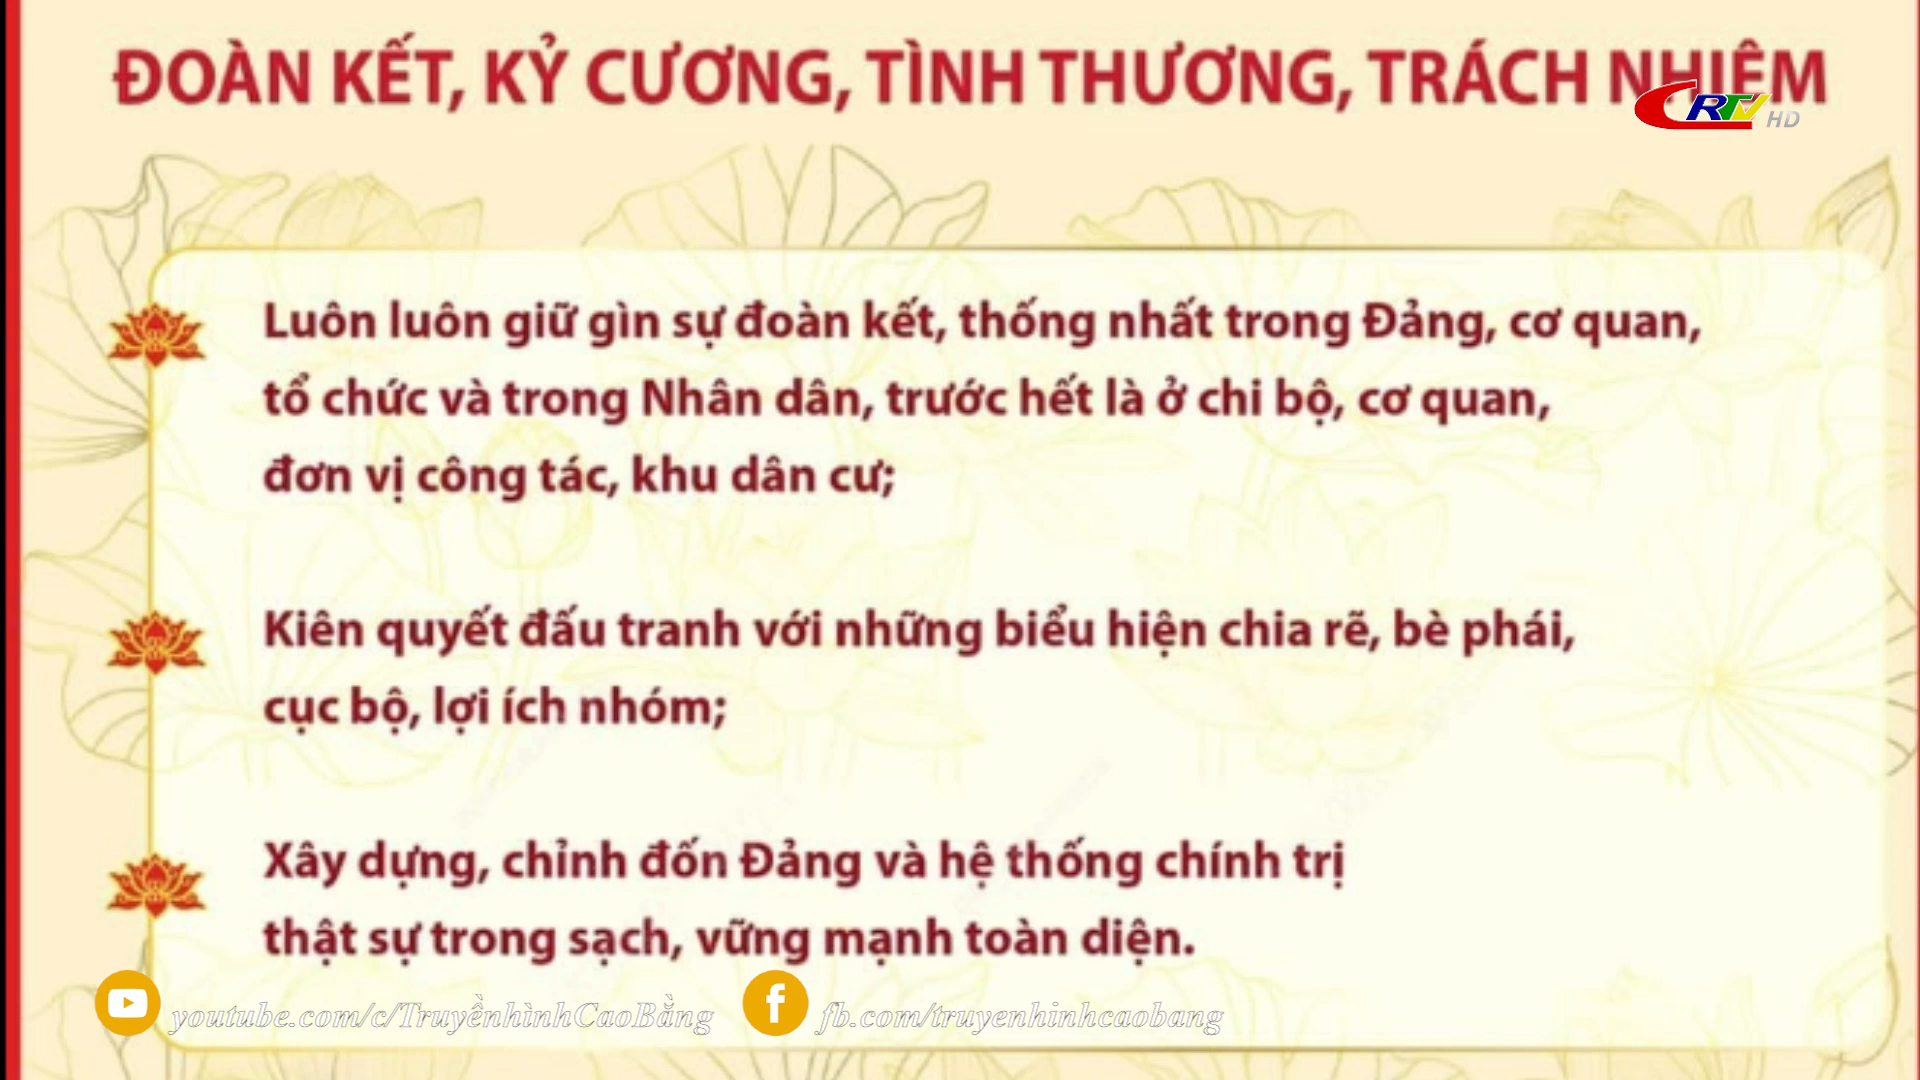 ĐOÀN KẾT, KỶ CƯƠNG, TÌNH THƯƠNG, TRÁCH NHIỆM
CRTV HD
Luôn luôn giữ gìn sự đoàn kết, thống nhất trong Đảng, cơ quan,
tổ chức và trong Nhân dân, trước hết là ở chi bộ, cơ quan,
đơn vị công tác, khu dân cư;
Kiên quyết đấu tranh với những biểu hiện chia rẽ, bè phái,
cục bộ, lợi ích nhóm;
Xây dựng, chỉnh đốn Đảng và hệ thống chính trị
thật sự trong sạch, vững mạnh toàn diện.
youtube.com/c/TruyềnhìnhCaoBằng fb.com/truyenhinhcaobang